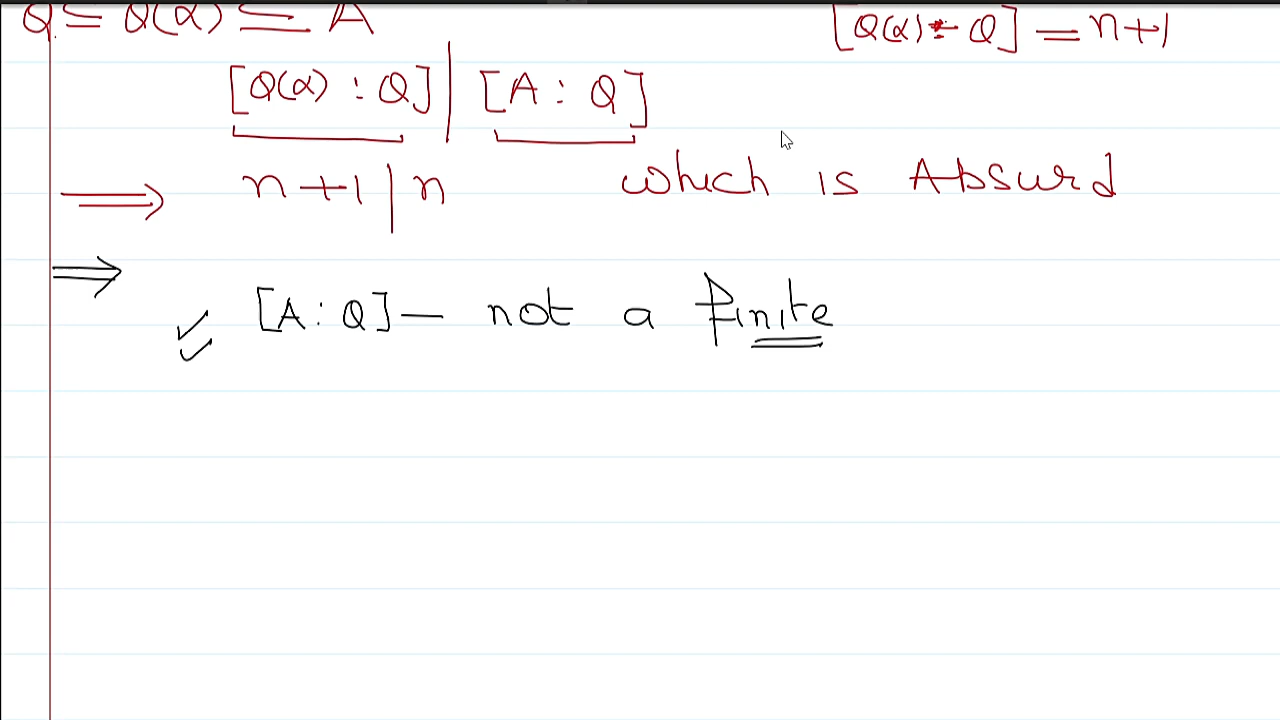 Q ⊆ Q(α) ⊆ A
[Q(α) : Q] = n+1
[Q(α) : Q] | [A : Q]
⟹ n+1 | n which is Absurd
⟹
[A : Q] — not a finite